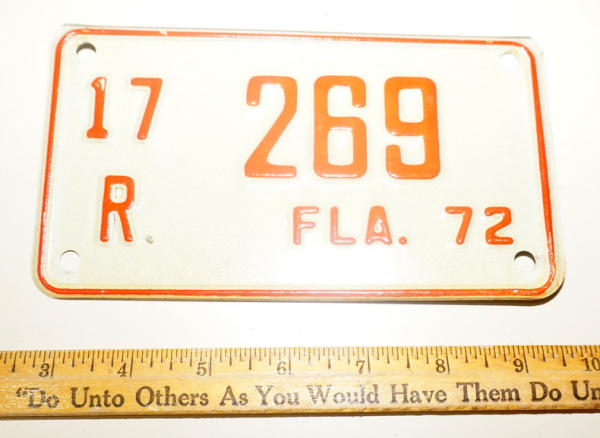 17 269
R. FLA. 72
3 4 5 6 7 8 9 10
"Do Unto Others As You Would Have Them Do Un